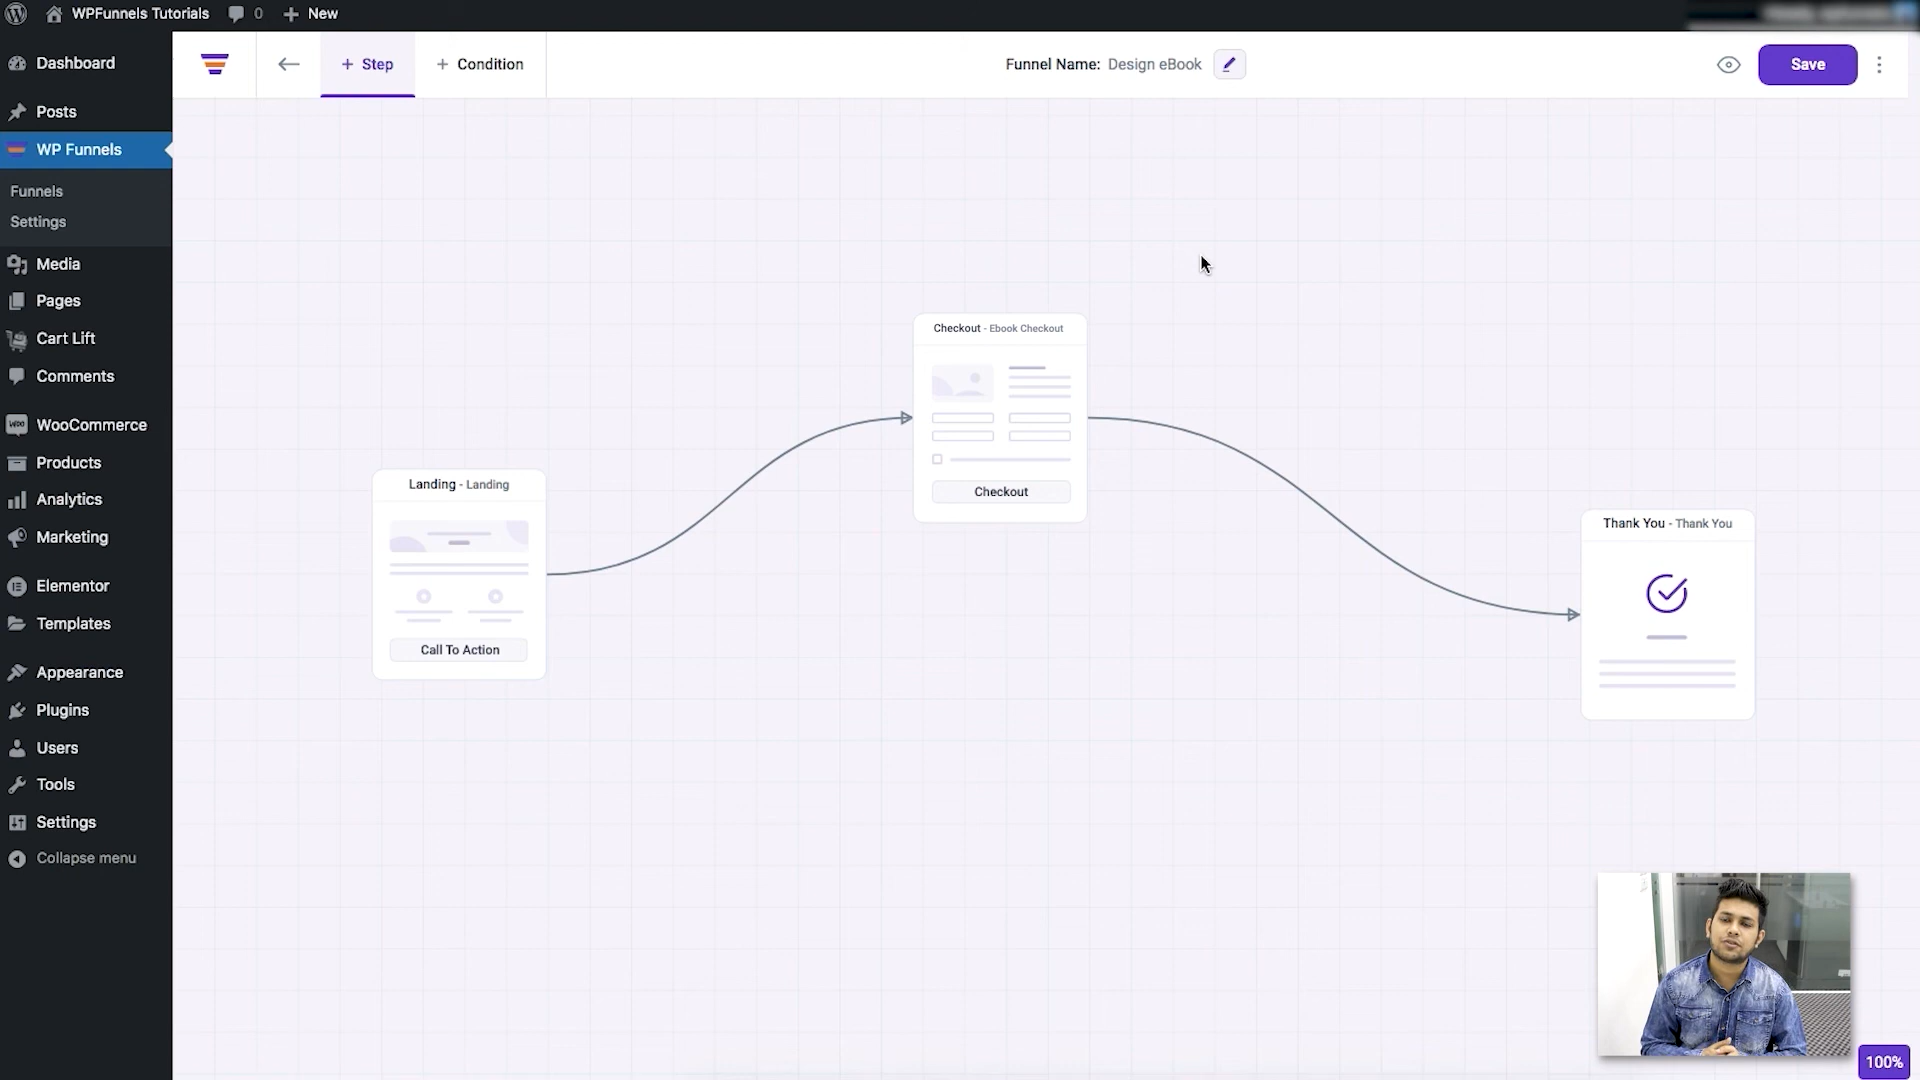 WPFunnels Tutorials 0 New
Dashboard
Posts
WP Funnels
Funnels
Settings
Media
Pages
Cart Lift
Comments
WooCommerce
Products
Analytics
Marketing
Elementor
Templates
Appearance
Plugins
Users
Tools
Settings
Collapse menu
+ Step + Condition Funnel Name: Design eBook Save
Landing - Landing
Call To Action
Checkout - Ebook Checkout
Checkout
Thank You - Thank You
100%